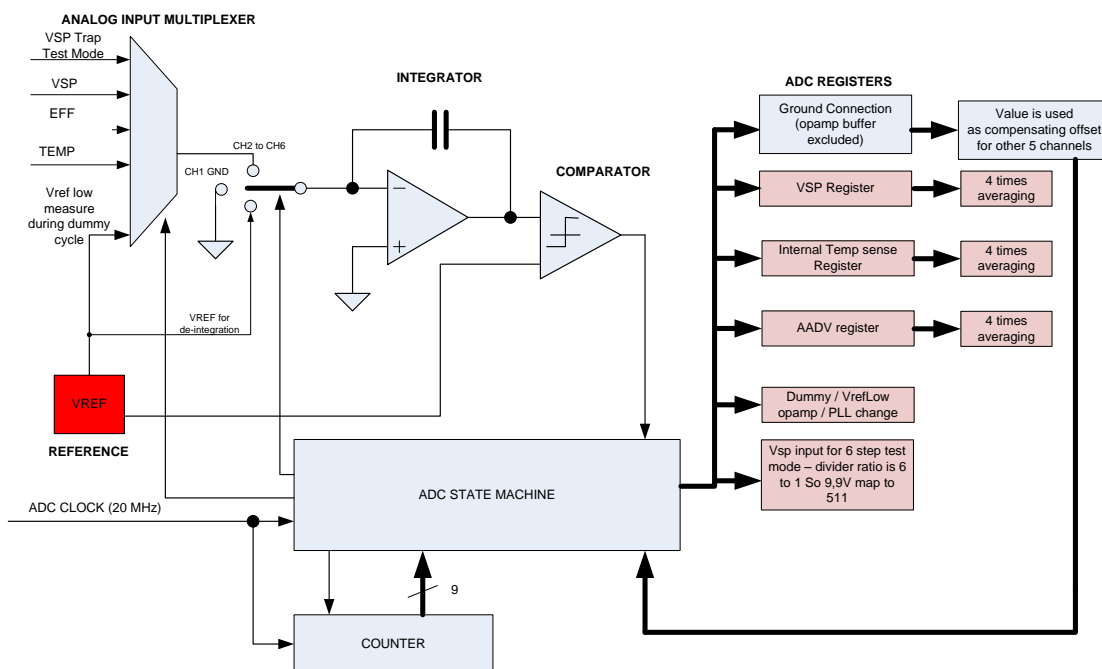 ANALOG INPUT MULTIPLEXER
VSP Trap
Test Mode
VSP
EFF
TEMP
Vref low
measure
during dummy
cycle
CH2 to CH6
CH1 GND
VREF for
de-integration
VREF
REFERENCE
INTEGRATOR
COMPARATOR
ADC REGISTERS
Ground Connection
(opamp buffer
excluded)
Value is used
as compensating offset
for other 5 channels
VSP Register
4 times
averaging
Internal Temp sense
Register
4 times
averaging
AADV register
4 times
averaging
Dummy / VrefLow
opamp / PLL change
Vsp input for 6 step test
mode – divider ratio is 6
to 1 So 9,9V map to
511
ADC STATE MACHINE
ADC CLOCK (20 MHz)
9
COUNTER